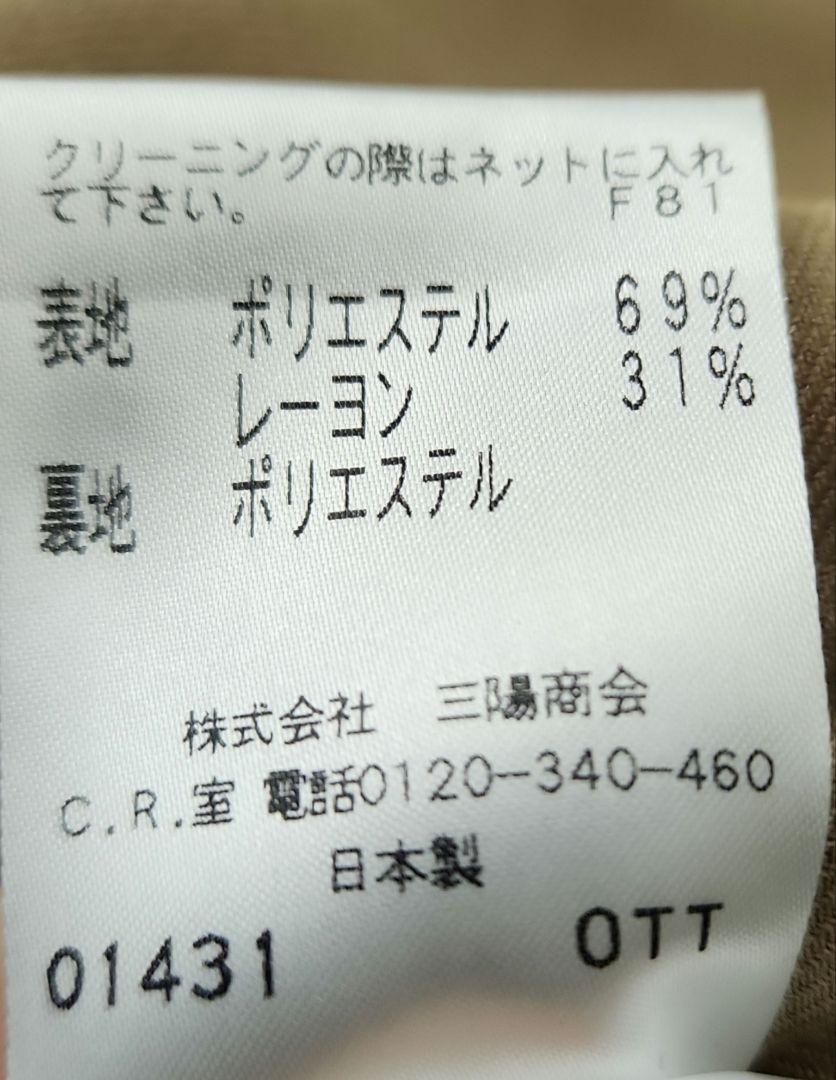 クリーニングの際はネットに入れ
て下さい。 F81
表地 ポリエステル 69%
レーヨン 31%
裏地 ポリエステル
株式会社 三陽商会
C.R.室 電話0120-340-460
日本製
01431 OTT